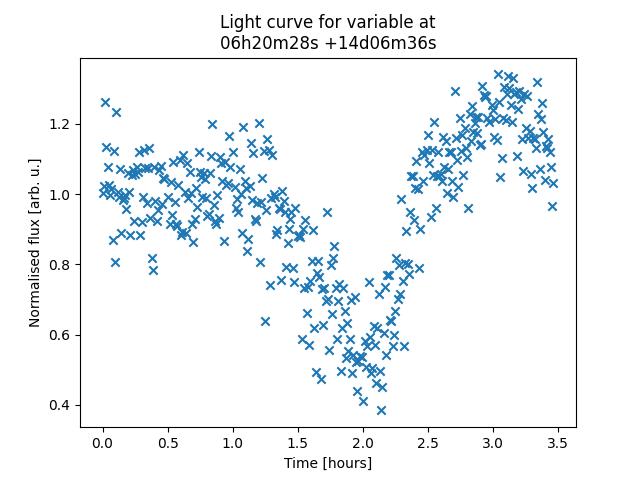 Light curve for variable at
06h20m28s +14d06m36s
Normalised flux [arb. u.]
1.2
1.0
0.8
0.6
0.4
0.0 0.5 1.0 1.5 2.0 2.5 3.0 3.5
Time [hours]